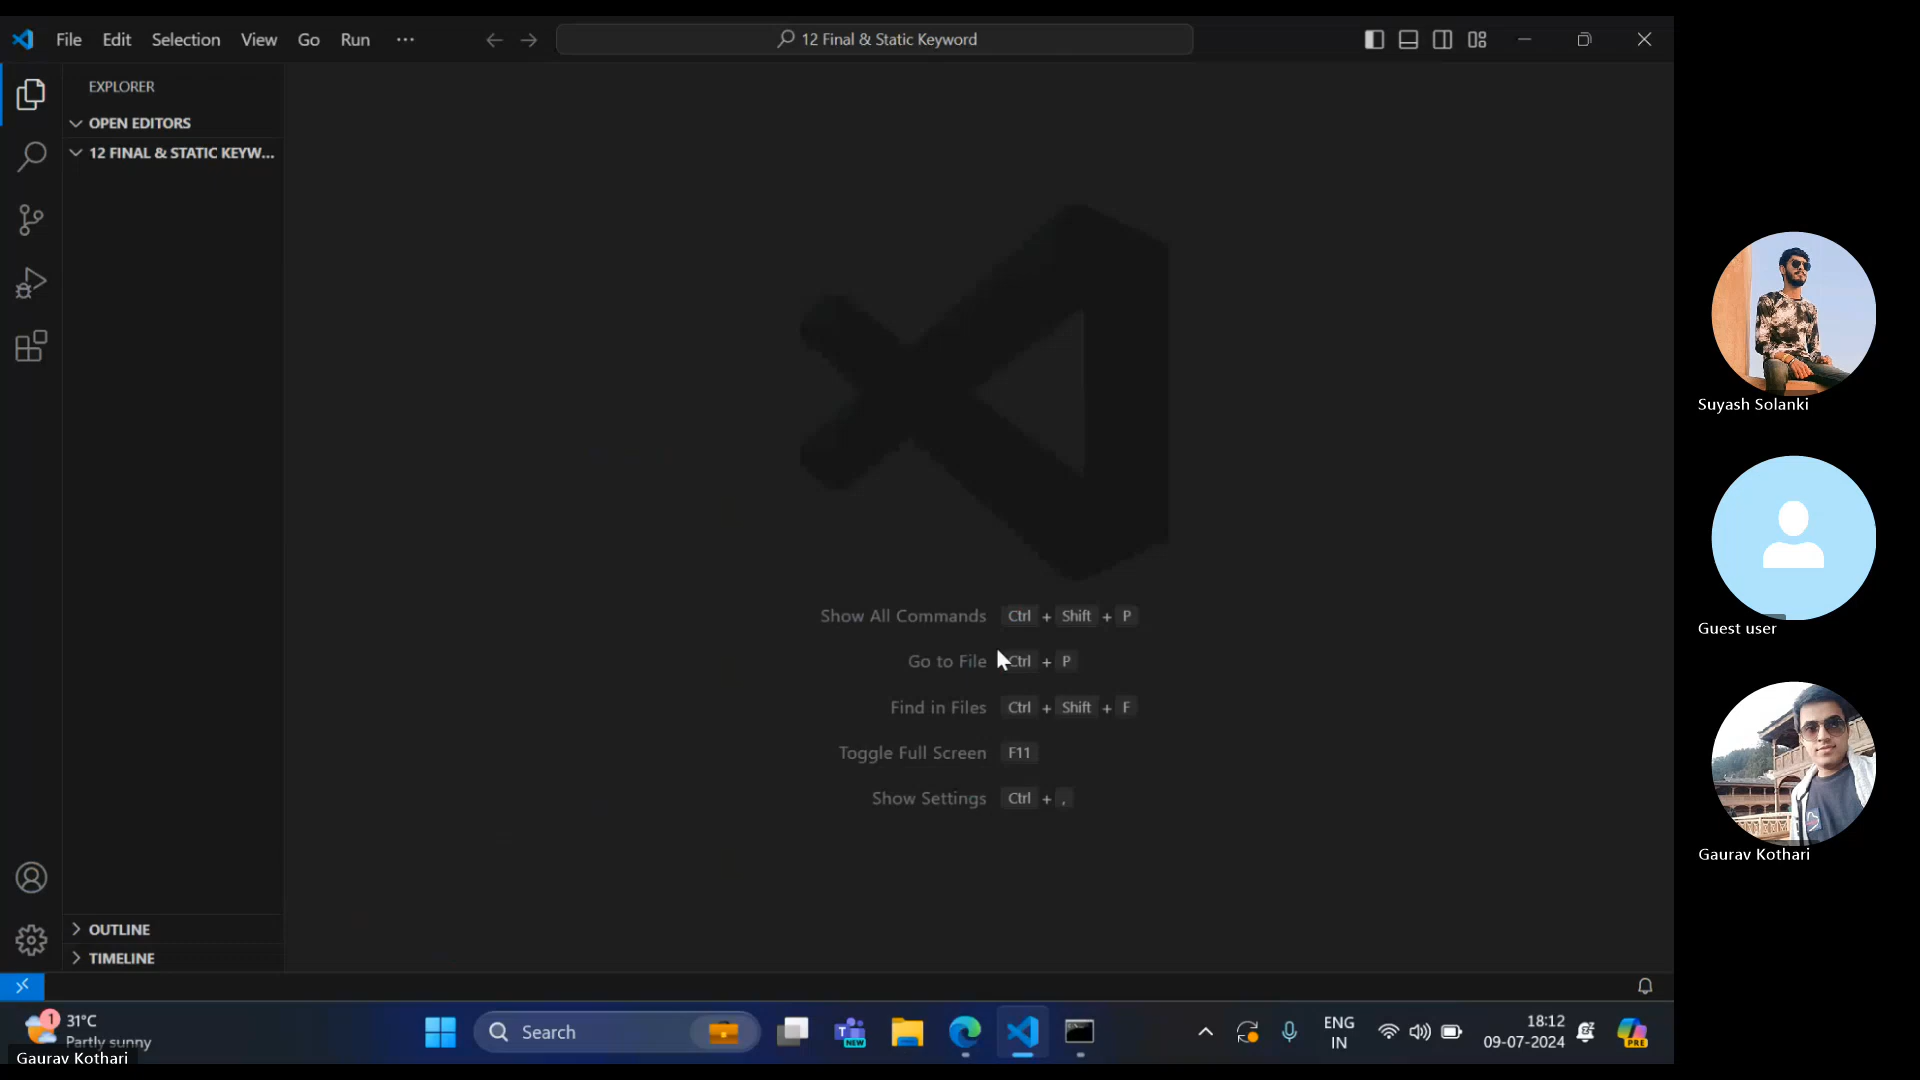 File Edit Selection View Go Run ···
12 Final & Static Keyword
EXPLORER
OPEN EDITORS
12 FINAL & STATIC KEYW...
Show All Commands Ctrl + Shift + P
Go to File Ctrl + P
Find in Files Ctrl + Shift + F
Toggle Full Screen F11
Show Settings Ctrl + ,
OUTLINE
TIMELINE
Suyash Solanki
Guest user
Gaurav Kothari
1
31°C
Partly sunny
Search
NEW
ENG
IN
18:12
09-07-2024
PRE
Gaurav Kothari